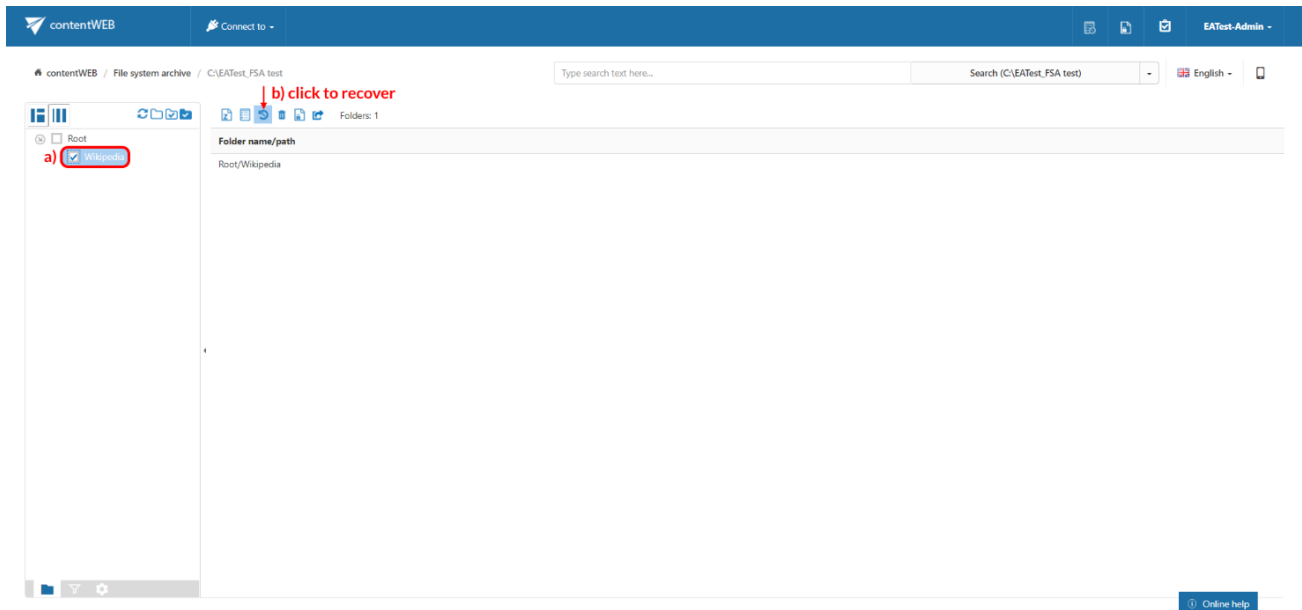 contentWEB
Connect to
EATest-Admin
contentWEB / File system archive / C:\EATest_FSA test
Type search text here...
Search (C:\EATest_FSA test)
English
b) click to recover
Folders: 1
Root
Folder name/path
a) Wikipedia
Root/Wikipedia
Online help